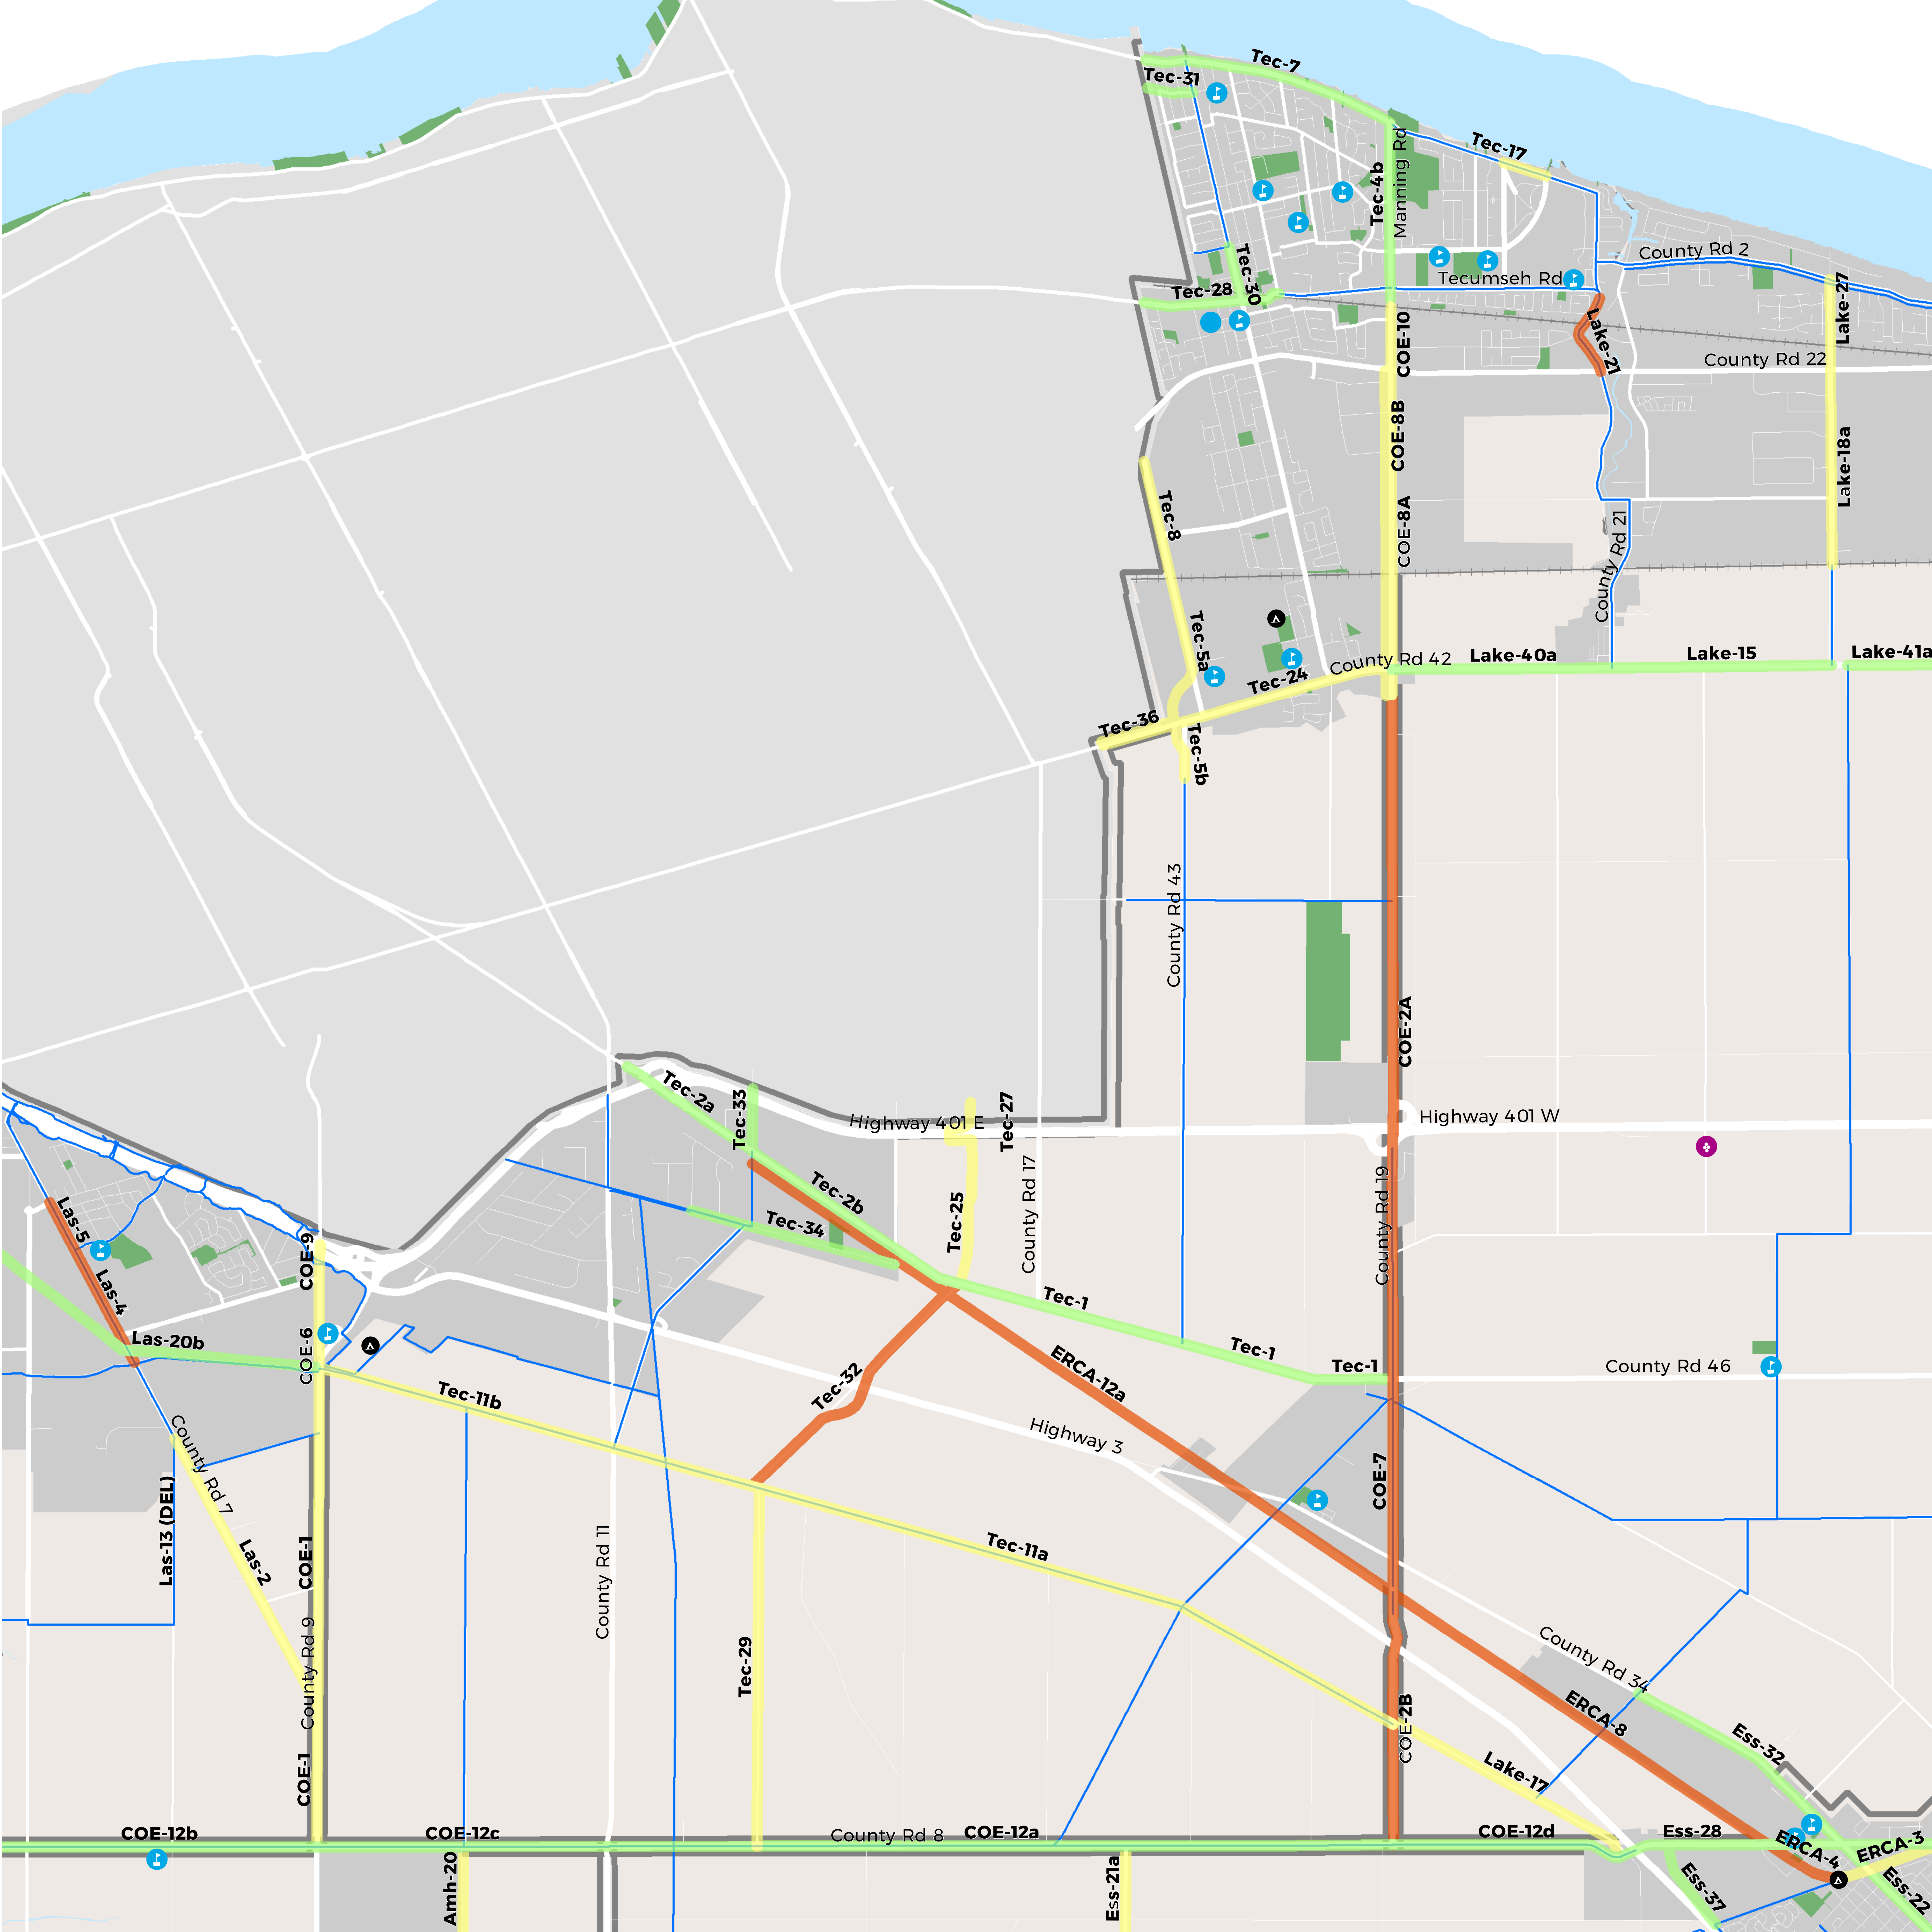 Tec-7
Tec-31
Tec-17
Tec-4b
Manning Rd
County Rd 2
Tec-30
Tec-28
Tecumseh Rd
Lake-27
COE-10
Lake-21
County Rd 22
COE-8B
Lake-18a
Tec-8
COE-8A
County Rd 21
Tec-5a
County Rd 42
Lake-40a
Lake-15
Lake-41a
Tec-24
Tec-36
Tec-5b
County Rd 43
COE-2A
Tec-2a
Tec-33
Highway 401 E
Tec-27
Highway 401 W
County Rd 17
Tec-2b
Tec-25
County Rd 19
Las-5
Tec-34
COE-9
Las-4
Tec-1
Las-20b
COE-6
Tec-1
Tec-1
County Rd 46
ERCA-12a
Tec-32
Tec-11b
Highway 3
County Rd 7
COE-7
Las-13 (DEL)
Las-2
COE-1
Tec-11a
County Rd 11
County Rd 9
Tec-29
County Rd 34
COE-2B
ERCA-8
Ess-32
COE-1
Lake-17
COE-12b
COE-12c
County Rd 8
COE-12a
COE-12d
Ess-28
ERCA-4
ERCA-3
Amh-20
Ess-21a
Ess-37
Ess-22